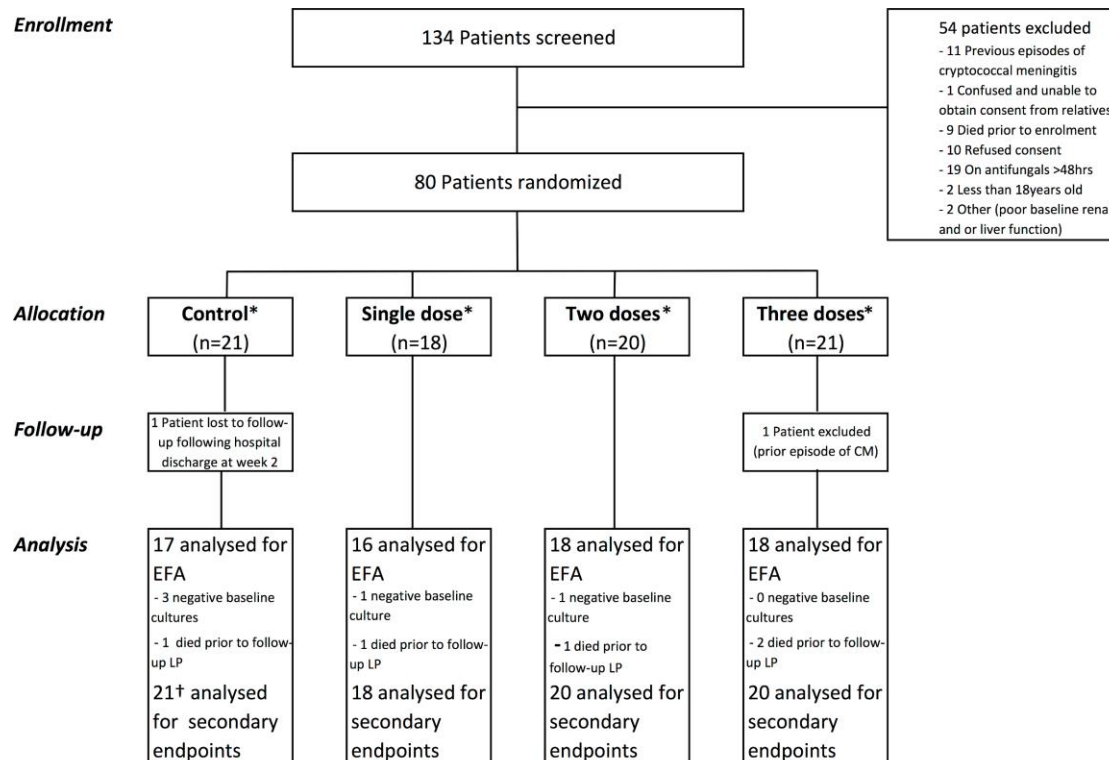 Enrollment
134 Patients screened
54 patients excluded
- 11 Previous episodes of
cryptococcal meningitis
- 1 Confused and unable to
obtain consent from relatives
- 9 Died prior to enrolment
- 10 Refused consent
- 19 On antifungals >48hrs
- 2 Less than 18years old
- 2 Other (poor baseline rena
and or liver function)
80 Patients randomized
Allocation
Control*
(n=21)
Single dose*
(n=18)
Two doses*
(n=20)
Three doses*
(n=21)
Follow-up
1 Patient lost to follow-
up following hospital
discharge at week 2
1 Patient excluded
(prior episode of CM)
Analysis
17 analysed for
EFA
- 3 negative baseline
cultures
- 1 died prior to follow-
up LP
21† analysed
for secondary
endpoints
16 analysed for
EFA
- 1 negative baseline
culture
- 1 died prior to follow-
up LP
18 analysed for
secondary
endpoints
18 analysed for
EFA
- 1 negative baseline
culture
- 1 died prior to
follow-up LP
20 analysed for
secondary
endpoints
18 analysed for
EFA
- 0 negative baseline
cultures
- 2 died prior to follow-
up LP
20 analysed for
secondary
endpoints